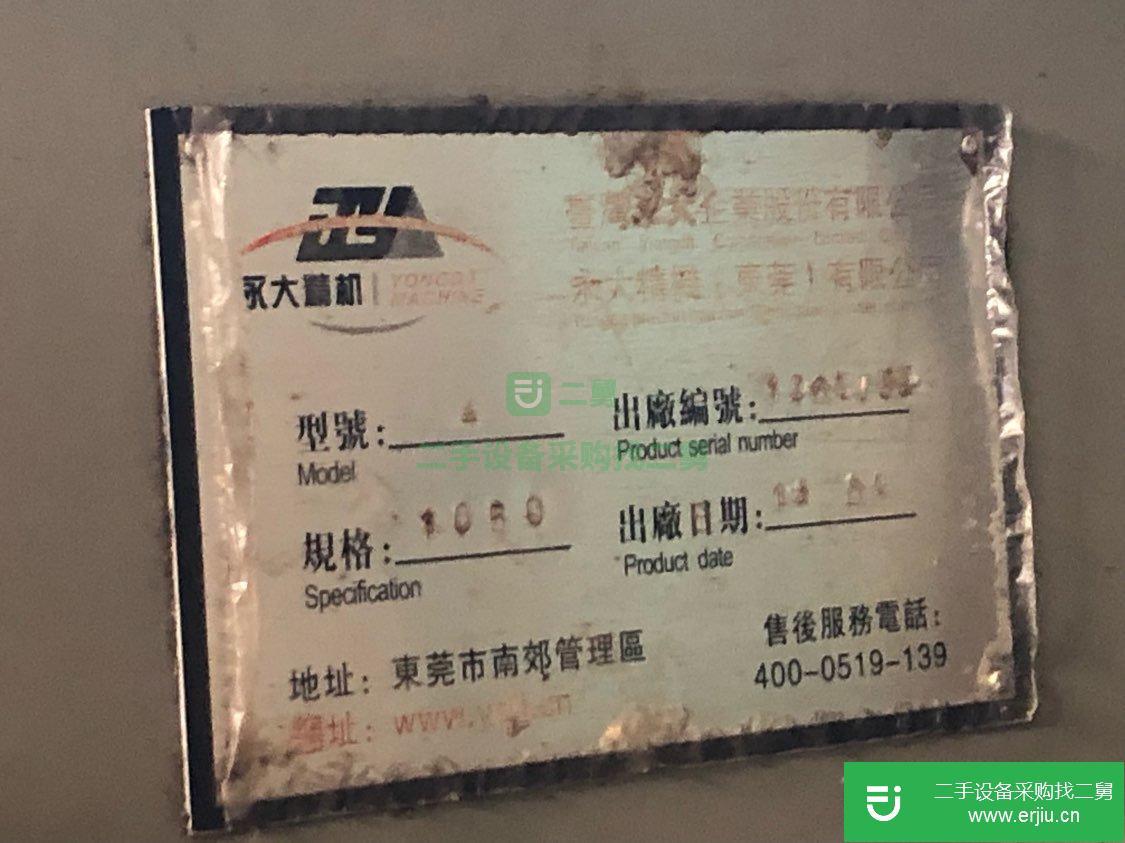 永大精机
YONGDA
MACHINE
永大精機(東莞)有限公司
型號:
Model
出廠編號:
Product serial number
規格: 1050
Specification
出廠日期:
Product date
地址: 東莞市南郊管理區
售後服務電話:
400-0519-139
網址:
二舅
二手设备采购找二舅
二手设备采购找二舅
www.erjiu.cn